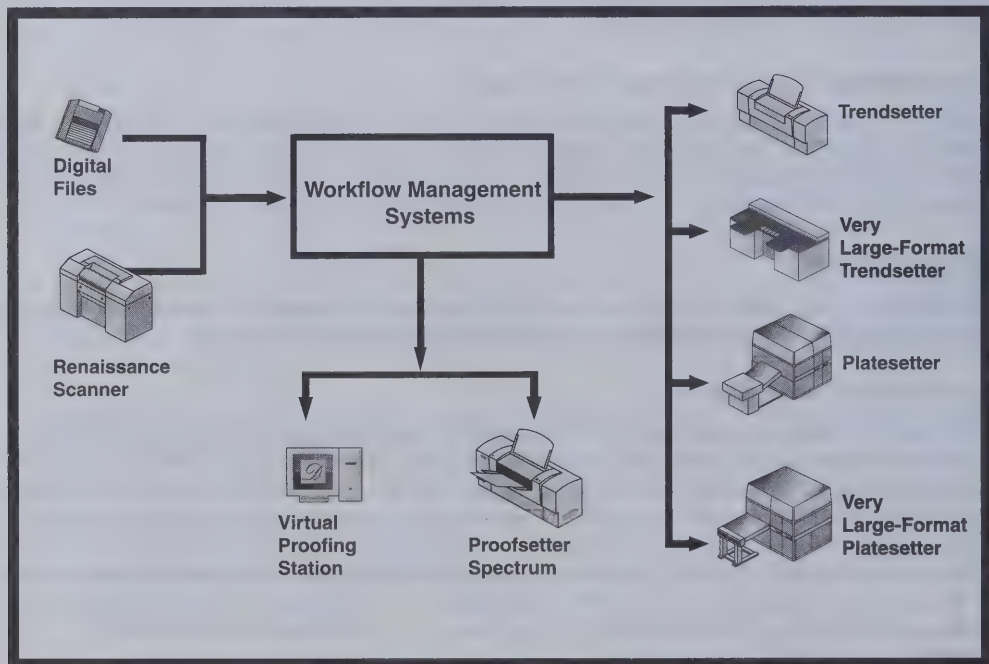 Digital
Files
Renaissance
Scanner
Workflow Management
Systems
Virtual
Proofing
Station
Proofsetter
Spectrum
Trendsetter
Very
Large-Format
Trendsetter
Platesetter
Very
Large-Format
Platesetter